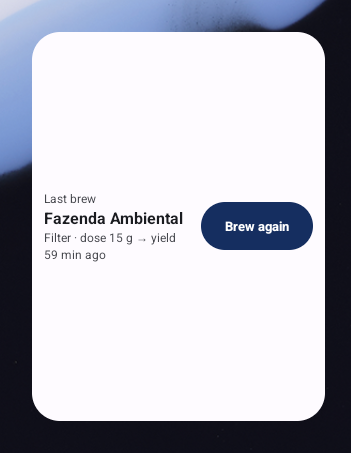 Last brew
Fazenda Ambiental
Filter · dose 15 g → yield
59 min ago
Brew again